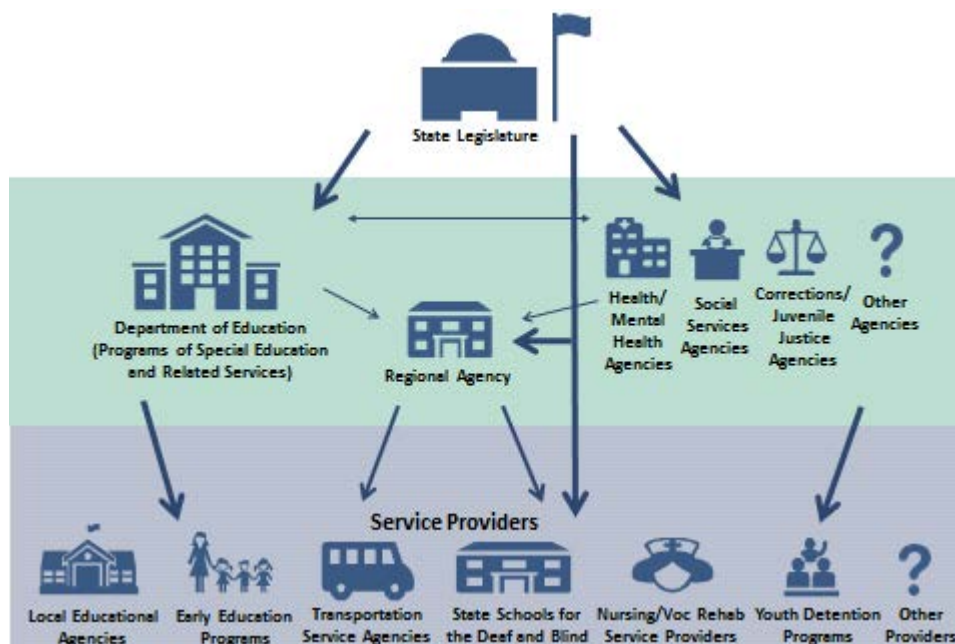 State Legislature
Department of Education
(Programs of Special Education
and Related Services)
Regional Agency
Health/
Mental
Health
Agencies
Social
Services
Agencies
Corrections/
Juvenile
Justice
Agencies
?
Other
Agencies
Service Providers
Local Educational
Agencies
Early Education
Programs
Transportation
Service Agencies
State Schools for
the Deaf and Blind
Nursing/Voc Rehab
Service Providers
Youth Detention
Programs
?
Other
Providers